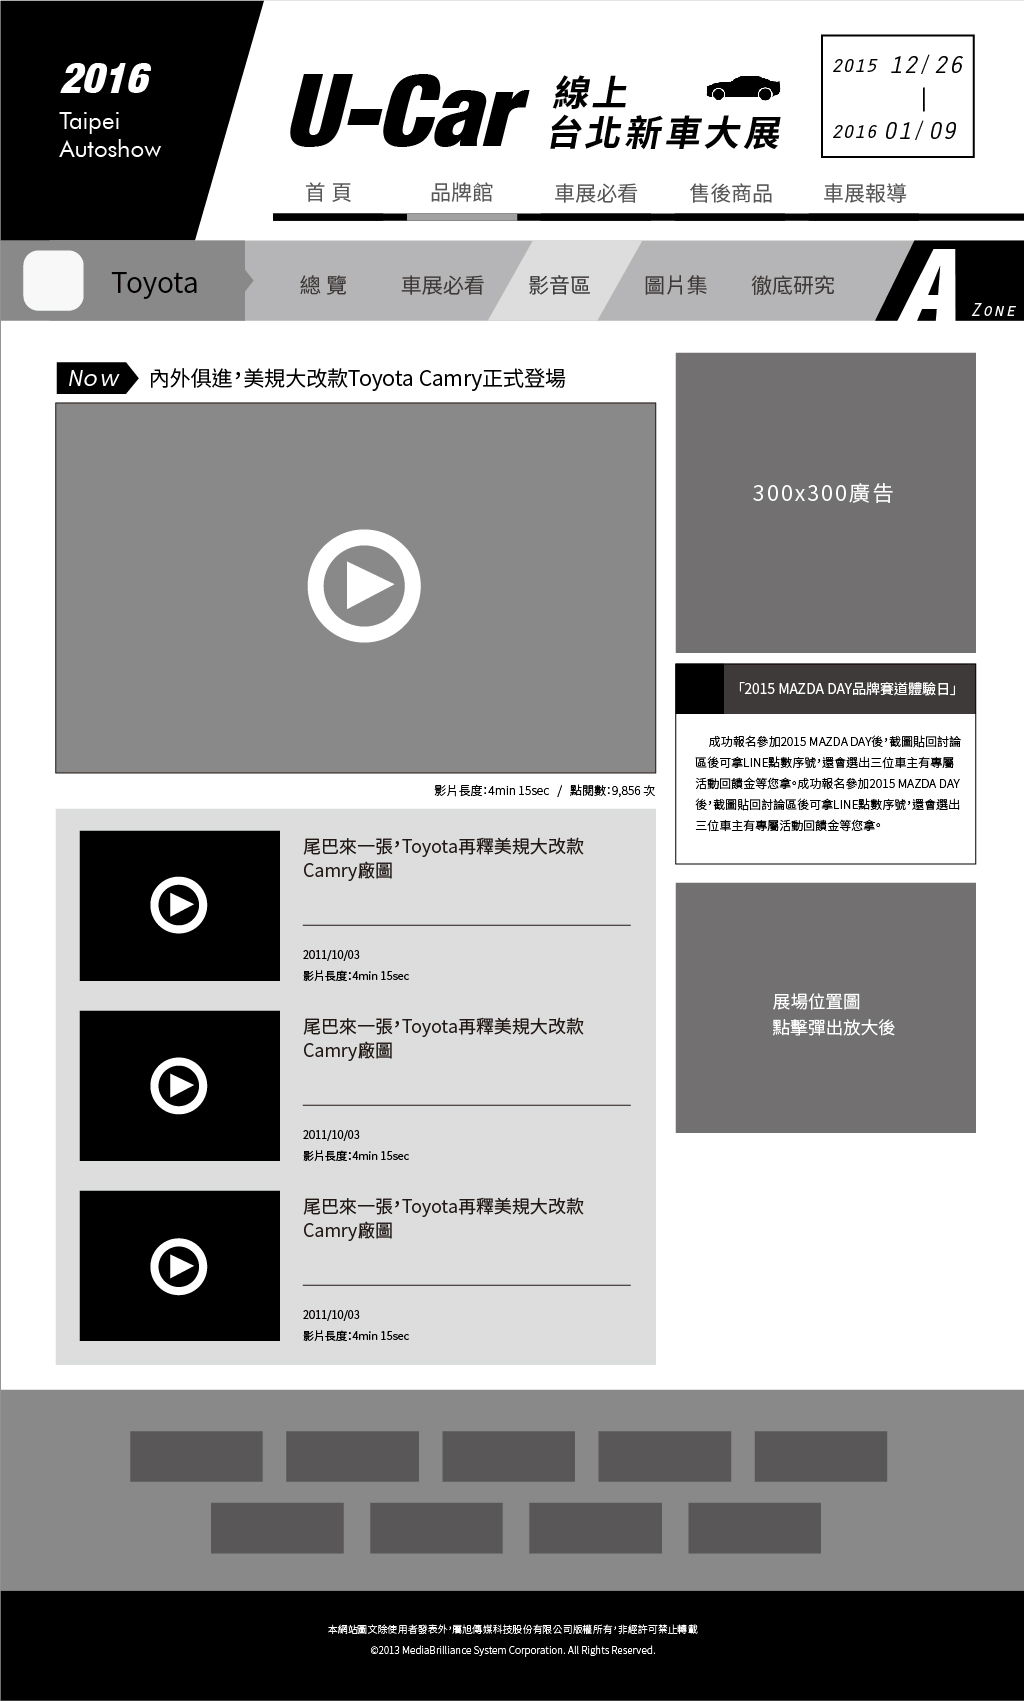 2016
Taipei
Autoshow
U-Car
線上
台北新車大展
2015 12/26
|
2016 01/09
首頁 品牌館 車展必看 售後商品 車展報導
Toyota 總覽 車展必看 影音區 圖片集 徹底研究
A ZONE
Now 內外俱進，美規大改款Toyota Camry正式登場
影片長度：4min 15sec / 點閱數：9,856 次
尾巴來一張，Toyota再釋美規大改款
Camry廠圖
2011/10/03
影片長度：4min 15sec
尾巴來一張，Toyota再釋美規大改款
Camry廠圖
2011/10/03
影片長度：4min 15sec
尾巴來一張，Toyota再釋美規大改款
Camry廠圖
2011/10/03
影片長度：4min 15sec
300x300廣告
「2015 MAZDA DAY品牌賽道體驗日」
成功報名參加2015 MAZDA DAY後，截圖貼回討論
區後可拿LINE點數序號，還會選出三位車主有專屬
活動回饋金等您拿。成功報名參加2015 MAZDA DAY
後，截圖貼回討論區後可拿LINE點數序號，還會選出
三位車主有專屬活動回饋金等您拿。
展場位置圖
點擊彈出放大後
本網站圖文除使用者發表外，屬旭傳媒科技股份有限公司版權所有，非經許可禁止轉載
©2013 MediaBrilliance System Corporation. All Rights Reserved.